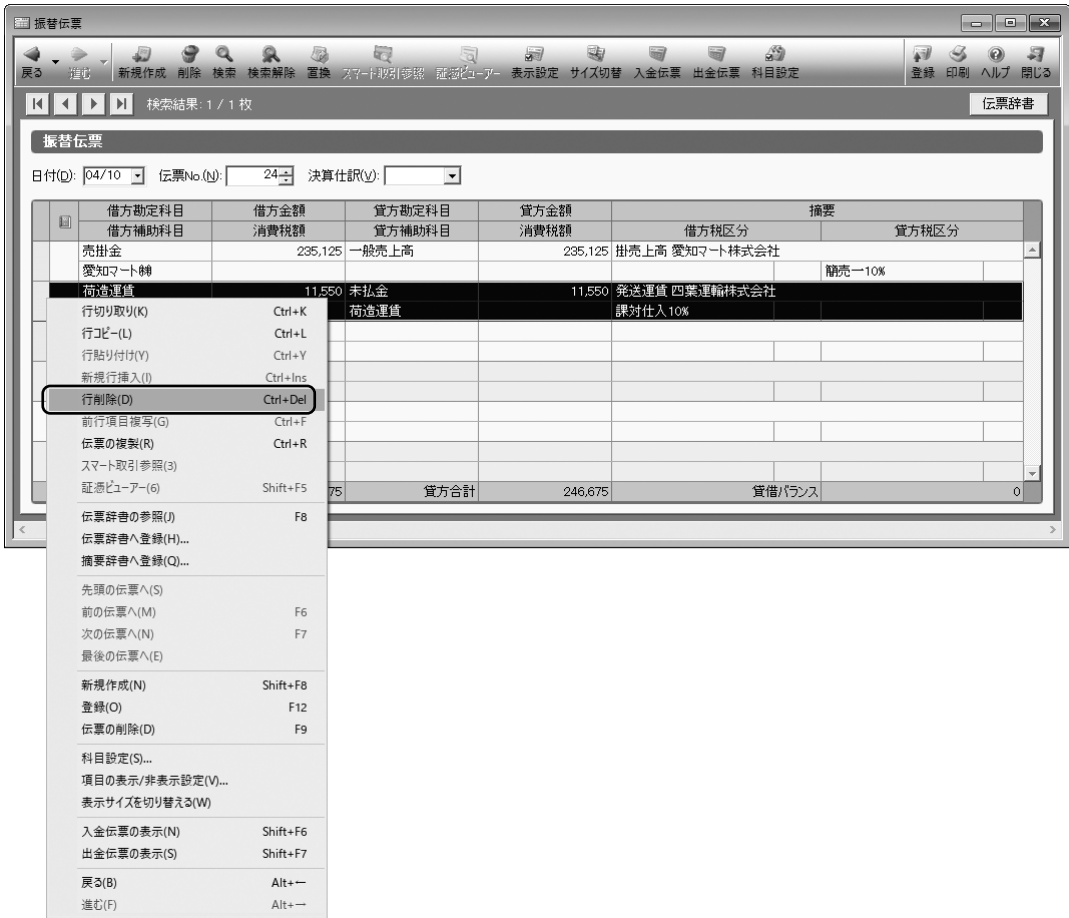 振替伝票
戻る 進む 新規作成 削除 検索 検索解除 置換 スマート取引参照 証憑ビューアー 表示設定 サイズ切替 入金伝票 出金伝票 科目設定 登録 印刷 ヘルプ 閉じる
検索結果: 1 / 1 枚 伝票辞書
振替伝票
日付(D): 04/10 伝票No.(N): 24 決算仕訳(V):
借方勘定科目 借方金額 貸方勘定科目 貸方金額 摘要
借方補助科目 消費税額 貸方補助科目 消費税額 借方税区分 貸方税区分
売掛金 235,125 一般売上高 235,125 掛売上高 愛知マート株式会社
愛知マート㈱ 簡売一10%
荷造運賃 11,550 未払金 11,550 発送運賃 四葉運輸株式会社
荷造運賃 課対仕入10%
行切り取り(K) Ctrl+K
行コピー(L) Ctrl+L
行貼り付け(Y) Ctrl+Y
新規行挿入(I) Ctrl+Ins
行削除(D) Ctrl+Del
前行項目複写(G) Ctrl+F
伝票の複製(R) Ctrl+R
スマート取引参照(3)
証憑ビューアー(6) Shift+F5
75 貸方合計 246,675 貸借バランス 0
伝票辞書の参照(J) F8
伝票辞書へ登録(H)...
摘要辞書へ登録(Q)...
先頭の伝票へ(S)
前の伝票へ(M) F6
次の伝票へ(N) F7
最後の伝票へ(E)
新規作成(N) Shift+F8
登録(O) F12
伝票の削除(D) F9
科目設定(S)...
項目の表示/非表示設定(V)...
表示サイズを切り替える(W)
入金伝票の表示(N) Shift+F6
出金伝票の表示(S) Shift+F7
戻る(B) Alt+←
進む(F) Alt+→